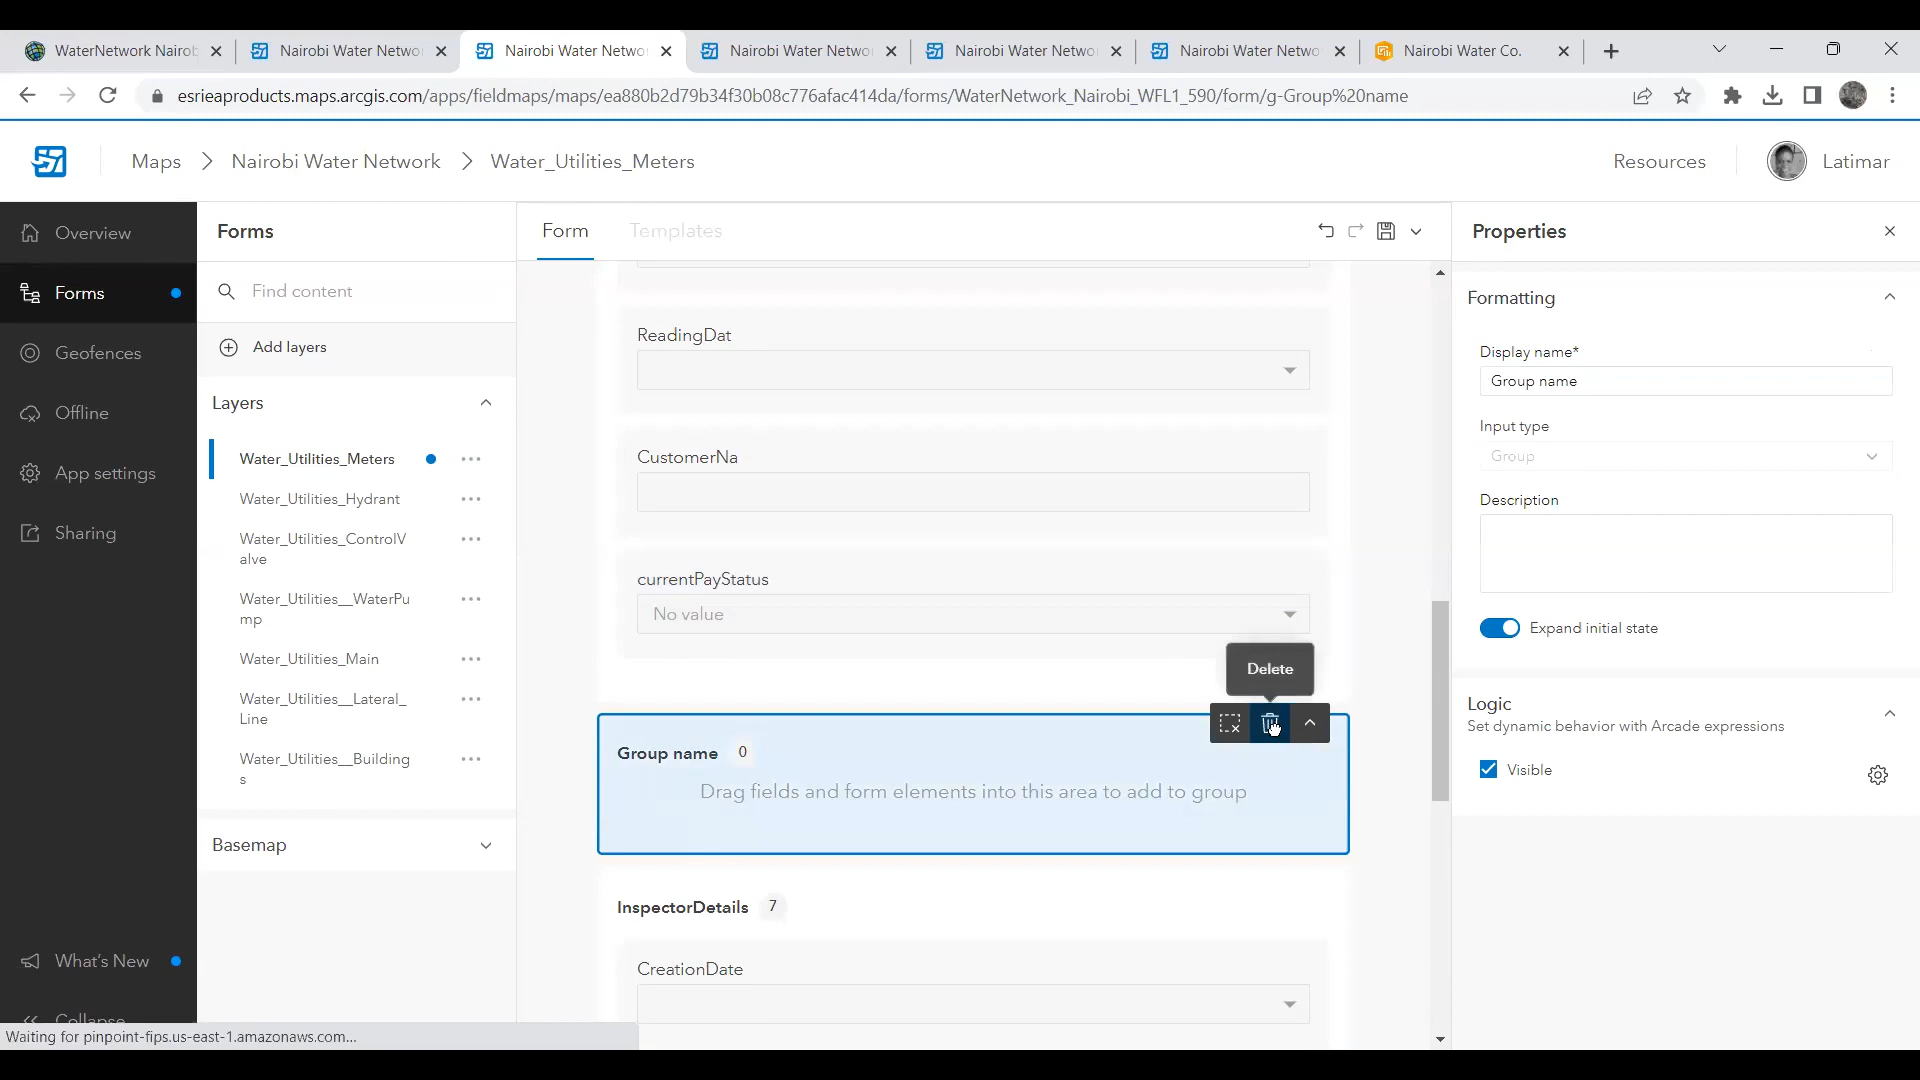 WaterNetwork Nairob
Nairobi Water Netwo
Nairobi Water Netwo
Nairobi Water Netwo
Nairobi Water Netwo
Nairobi Water Netwo
Nairobi Water Co.
esrieaproducts.maps.arcgis.com/apps/fieldmaps/maps/ea880b2d79b34f30b08c776afac414da/forms/WaterNetwork_Nairobi_WFL1_590/form/g-Group%20name
Maps > Nairobi Water Network > Water_Utilities_Meters
Resources
Latimar
Overview
Forms
Geofences
Offline
App settings
Sharing
What's New
Collapse
Forms
Find content
Add layers
Layers
Water_Utilities_Meters
Water_Utilities_Hydrant
Water_Utilities_ControlV
alve
Water_Utilities__WaterPu
mp
Water_Utilities_Main
Water_Utilities__Lateral_
Line
Water_Utilities__Building
s
Basemap
Form
Templates
ReadingDat
CustomerNa
currentPayStatus
No value
Delete
Group name 0
Drag fields and form elements into this area to add to group
InspectorDetails 7
CreationDate
Properties
Formatting
Display name*
Group name
Input type
Group
Description
Expand initial state
Logic
Set dynamic behavior with Arcade expressions
Visible
Waiting for pinpoint-fips.us-east-1.amazonaws.com...